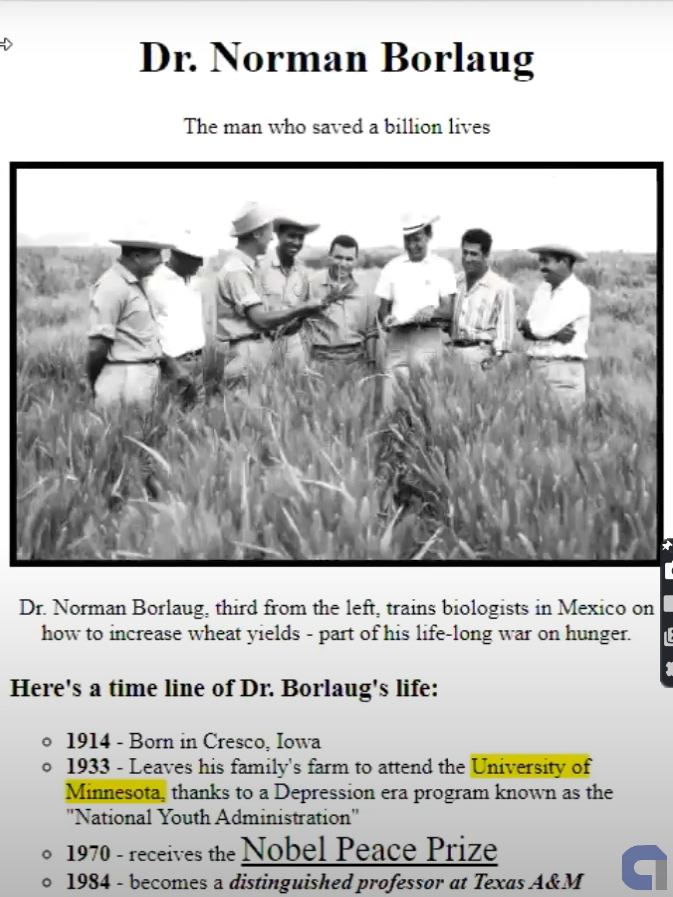 Dr. Norman Borlaug
The man who saved a billion lives
Dr. Norman Borlaug, third from the left, trains biologists in Mexico on
how to increase wheat yields - part of his life-long war on hunger.
Here's a time line of Dr. Borlaug's life:
1914 - Born in Cresco, Iowa
1933 - Leaves his family's farm to attend the University of
Minnesota, thanks to a Depression era program known as the
"National Youth Administration"
1970 - receives the Nobel Peace Prize
1984 - becomes a distinguished professor at Texas A&M